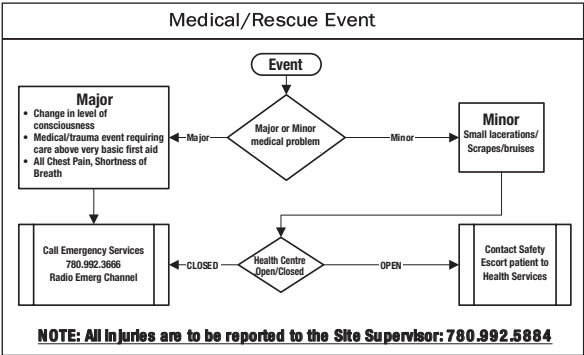 Medical/Rescue Event
Event
Major
• Change in level of
consciousness
• Medical/trauma event requiring
care above very basic first aid
• All Chest Pain, Shortness of
Breath
Major
Major or Minor
medical problem
Minor
Minor
Small lacerations/
Scrapes/bruises
Call Emergency Services
780.992.3666
Radio Emerg Channel
CLOSED
Health Centre
Open/Closed
OPEN
Contact Safety
Escort patient to
Health Services
NOTE: All injuries are to be reported to the Site Supervisor: 780.992.5884